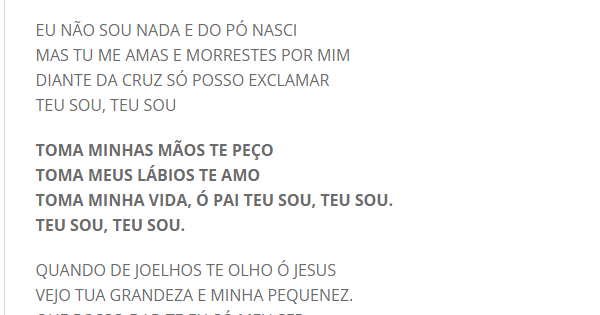 EU NÃO SOU NADA E DO PÓ NASCI
MAS TU ME AMAS E MORRESTES POR MIM
DIANTE DA CRUZ SÓ POSSO EXCLAMAR
TEU SOU, TEU SOU
TOMA MINHAS MÃOS TE PEÇO
TOMA MEUS LÁBIOS TE AMO
TOMA MINHA VIDA, Ó PAI TEU SOU, TEU SOU.
TEU SOU, TEU SOU.
QUANDO DE JOELHOS TE OLHO Ó JESUS
VEJO TUA GRANDEZA E MINHA PEQUENEZ.